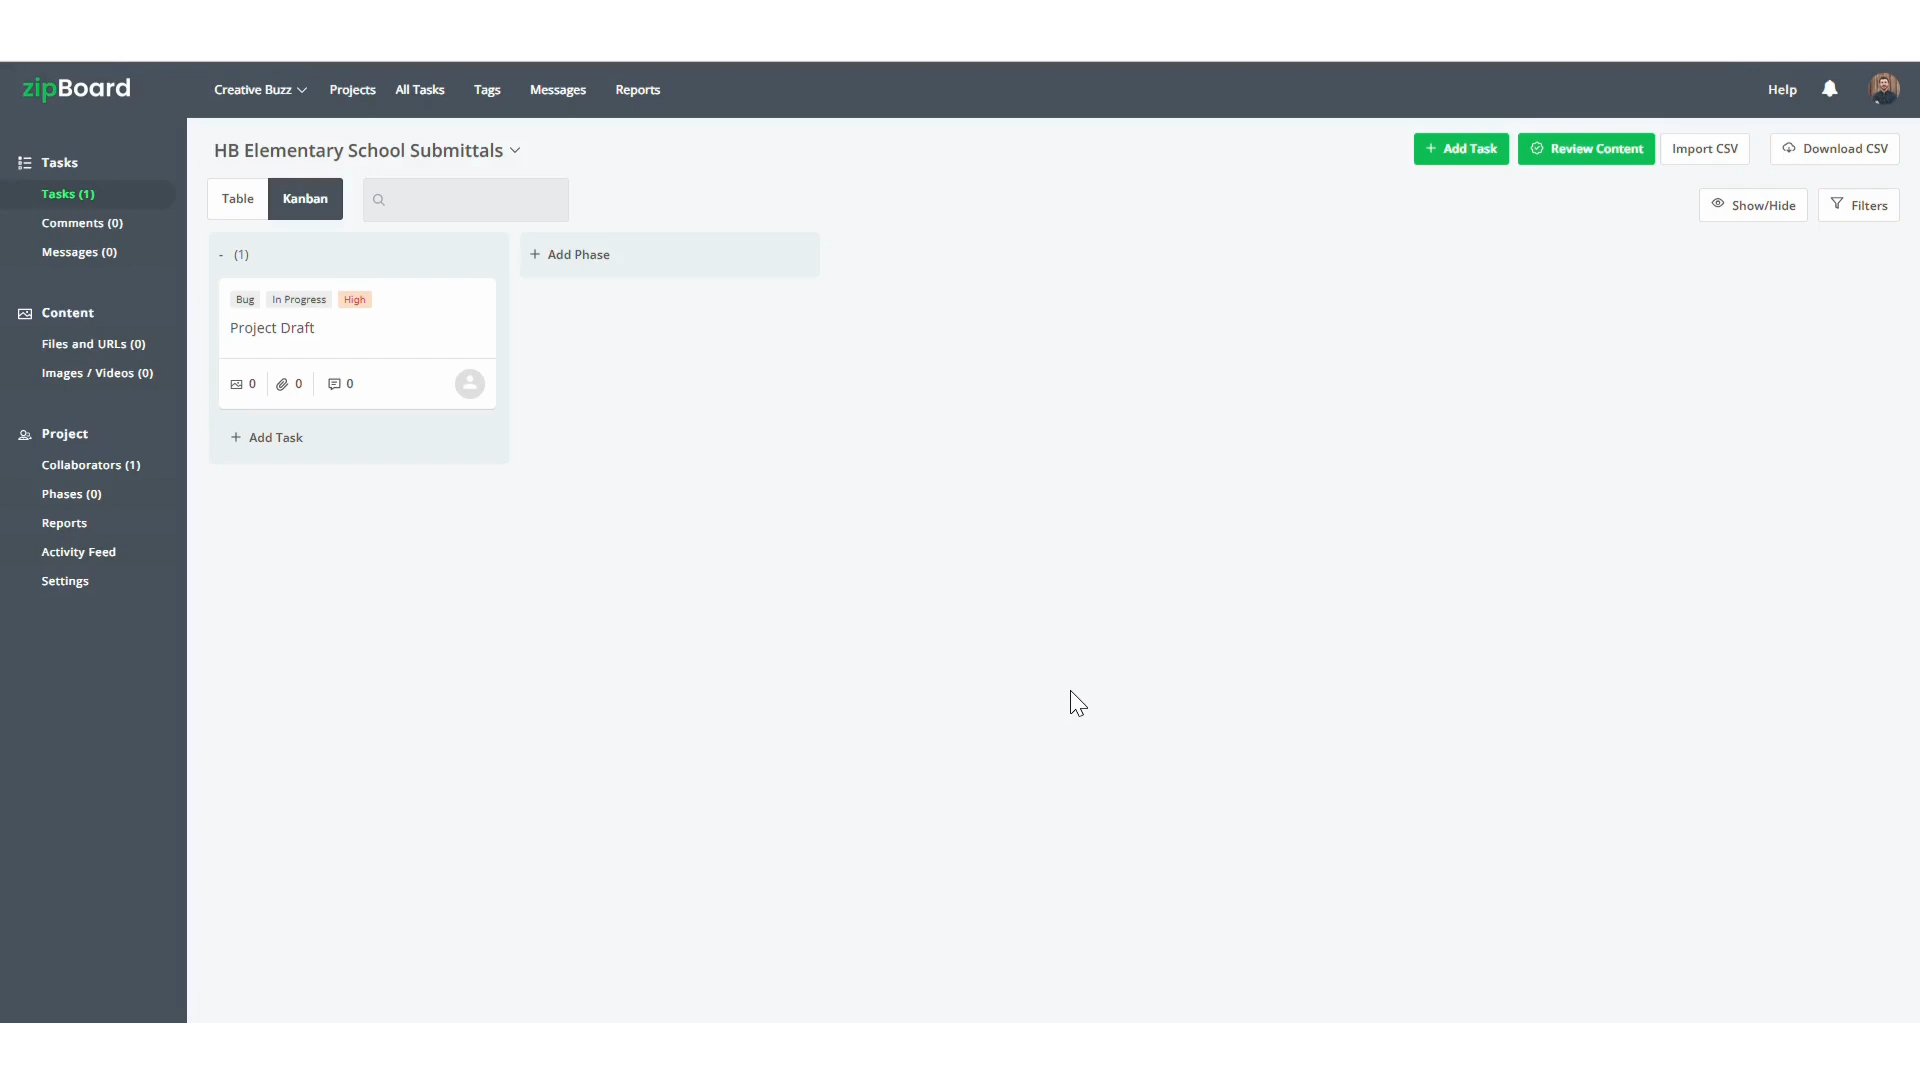 zipBoard
Creative Buzz Projects All Tasks Tags Messages Reports Help
Tasks
Tasks (1)
Comments (0)
Messages (0)
Content
Files and URLs (0)
Images / Videos (0)
Project
Collaborators (1)
Phases (0)
Reports
Activity Feed
Settings
HB Elementary School Submittals
+ Add Task Review Content Import CSV Download CSV
Table Kanban
Show/Hide Filters
- (1)
Bug In Progress High
Project Draft
0 0 0
+ Add Task
+ Add Phase